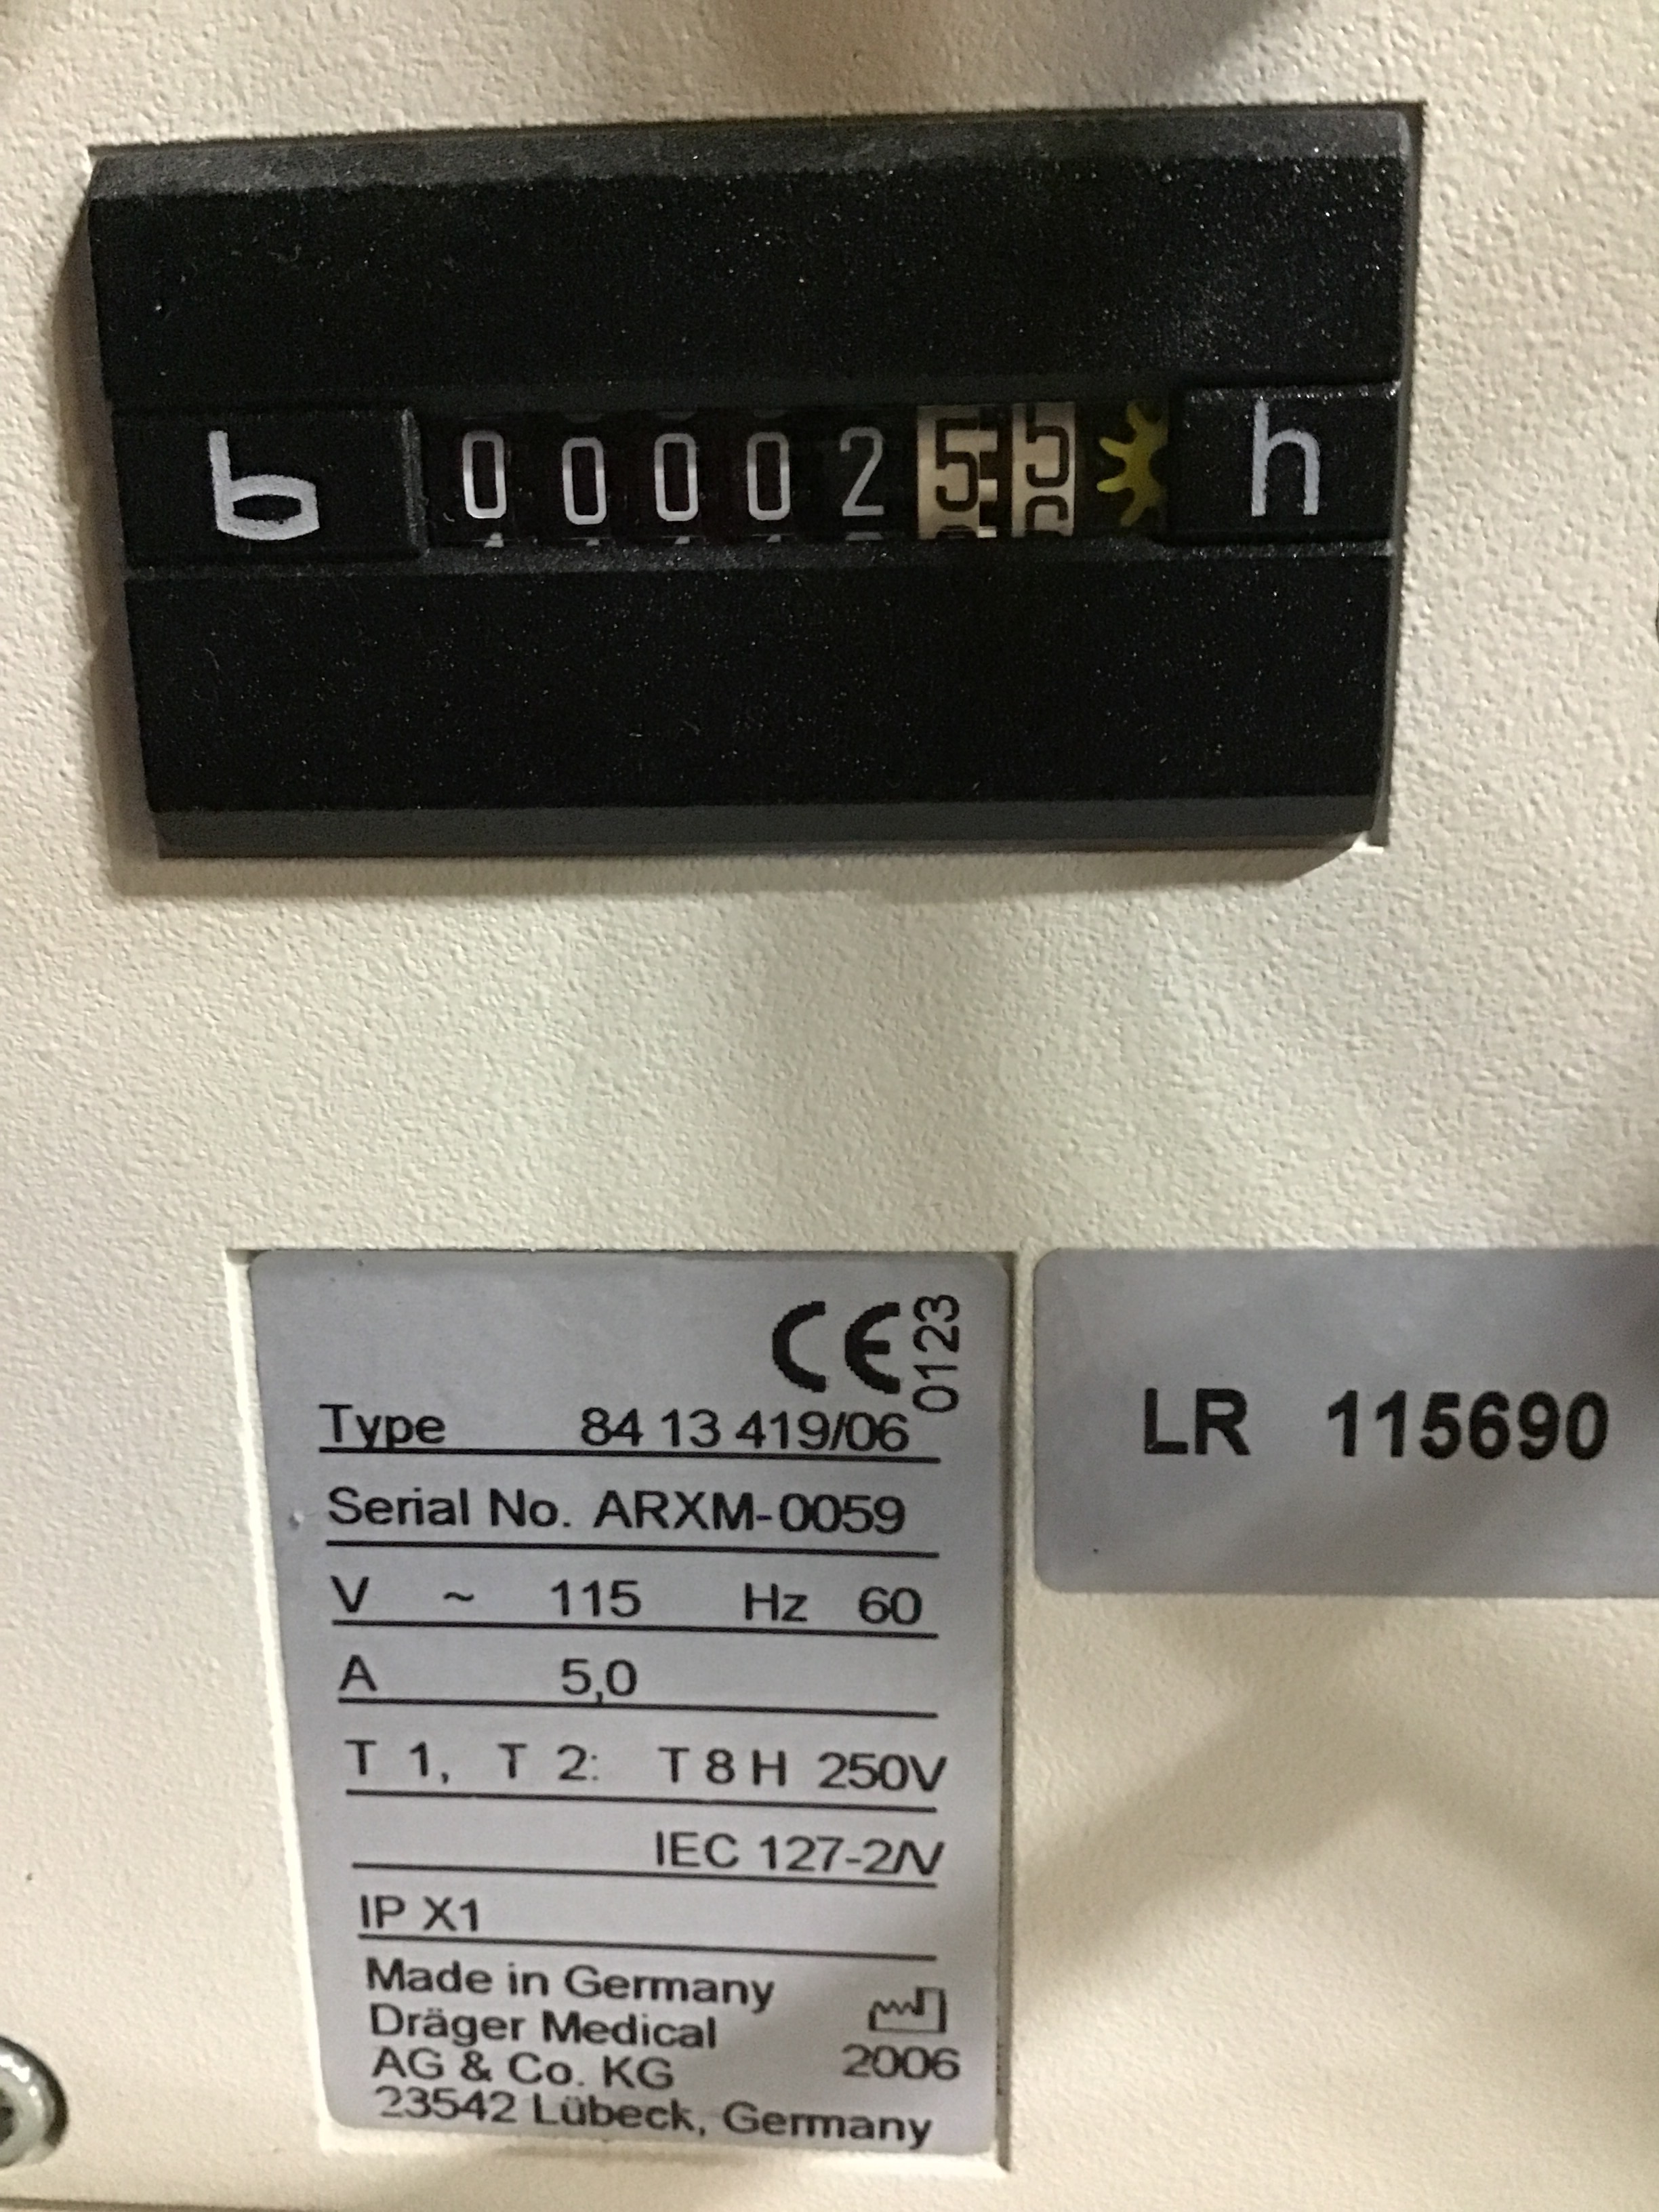 b 00002 55 h
CE 0123
Type 84 13 419/06
Serial No. ARXM-0059
V ~ 115 Hz 60
A 5,0
T 1, T 2: T 8 H 250V
IEC 127-2/V
IP X1
Made in Germany
Dräger Medical
AG & Co. KG
2006
23542 Lübeck, Germany
LR 115690